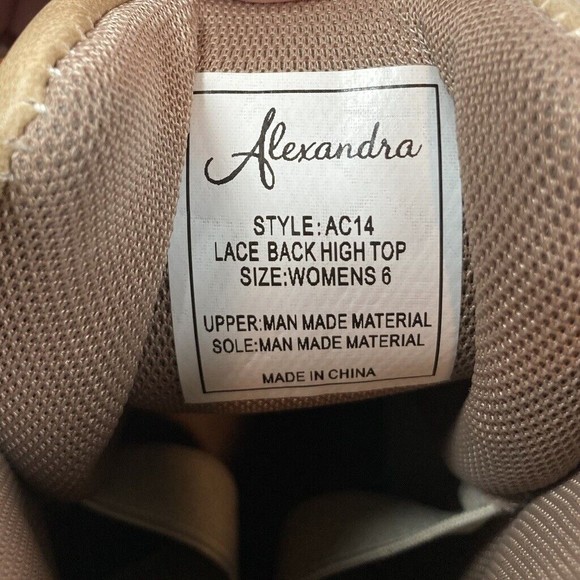 Alexandra
STYLE: AC14
LACE BACK HIGH TOP
SIZE:WOMENS 6
UPPER:MAN MADE MATERIAL
SOLE:MAN MADE MATERIAL
MADE IN CHINA